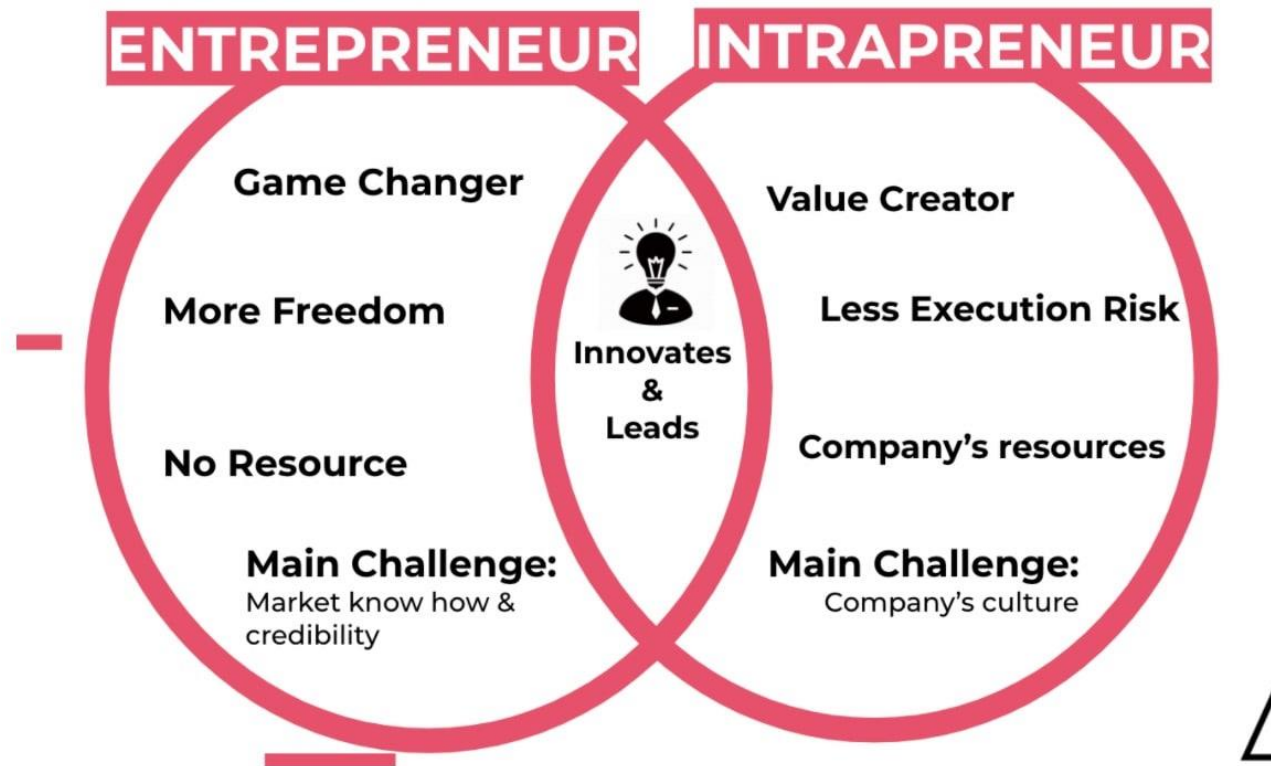 ENTREPRENEUR
INTRAPRENEUR
Game Changer
More Freedom
No Resource
Main Challenge:
Market know how &
credibility
Innovates
&
Leads
Value Creator
Less Execution Risk
Company’s resources
Main Challenge:
Company’s culture